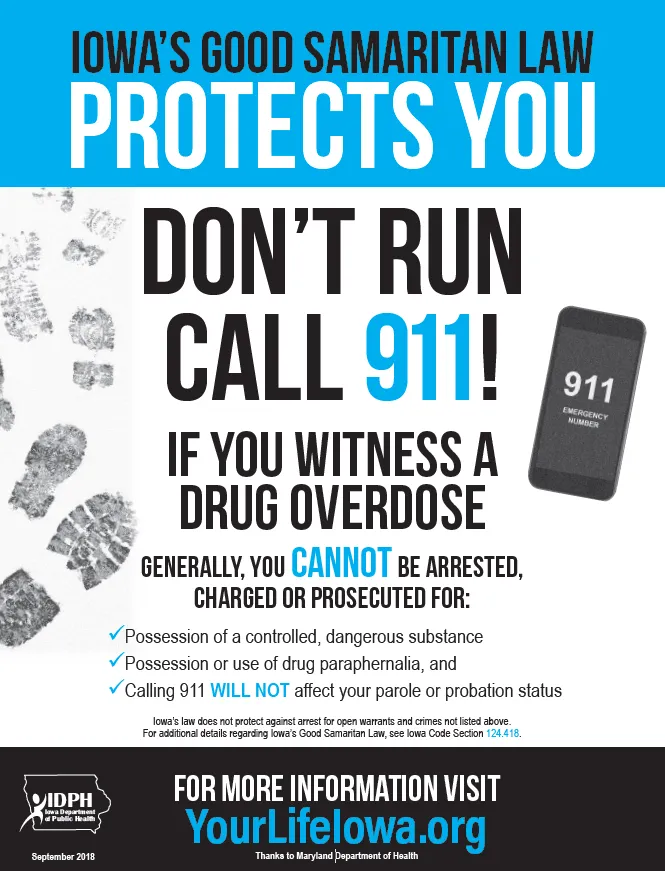 IOWA'S GOOD SAMARITAN LAW
PROTECTS YOU
DON'T RUN
CALL 911!
911
EMERGENCY
NUMBER
IF YOU WITNESS A
DRUG OVERDOSE
GENERALLY, YOU CANNOT BE ARRESTED,
CHARGED OR PROSECUTED FOR:
✓Possession of a controlled, dangerous substance
✓Possession or use of drug paraphernalia, and
✓Calling 911 WILL NOT affect your parole or probation status
Iowa's law does not protect against arrest for open warrants and crimes not listed above.
For additional details regarding Iowa's Good Samaritan Law, see Iowa Code Section 124.418.
IDPH
Iowa Department
of Public Health
September 2018
FOR MORE INFORMATION VISIT
YourLifeIowa.org
Thanks to Maryland Department of Health